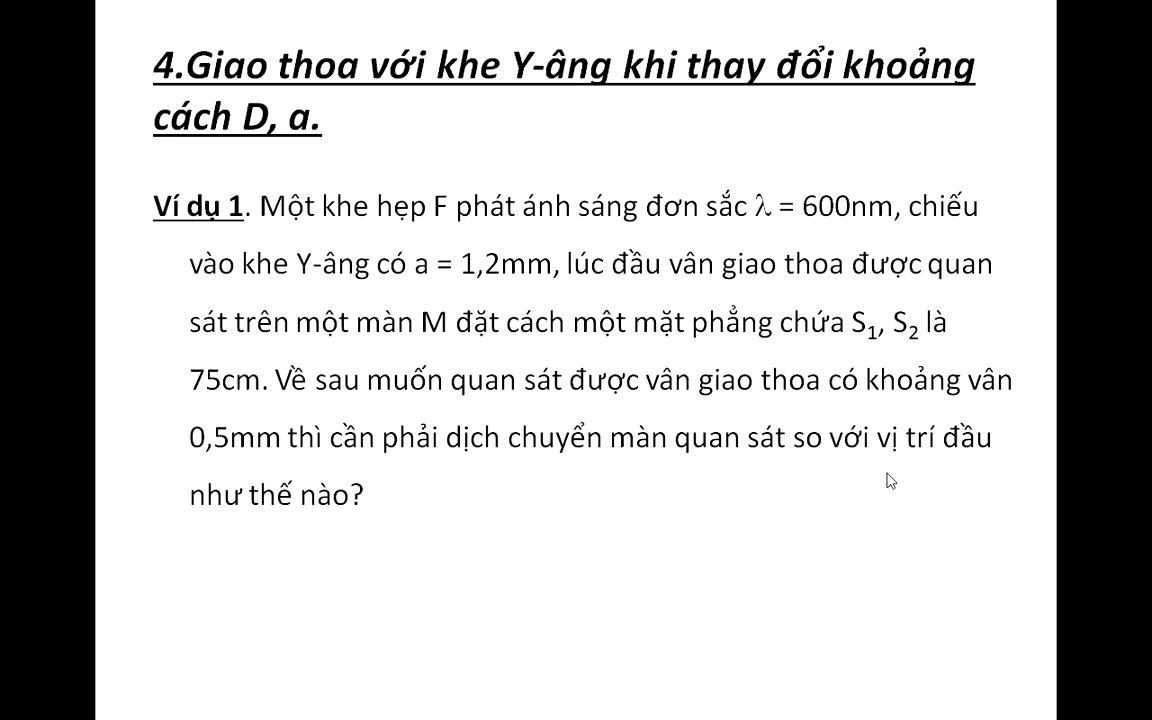 4.Giao thoa với khe Y-âng khi thay đổi khoảng
cách D, a.
Ví dụ 1. Một khe hẹp F phát ánh sáng đơn sắc λ = 600nm, chiếu
vào khe Y-âng có a = 1,2mm, lúc đầu vân giao thoa được quan
sát trên một màn M đặt cách một mặt phẳng chứa S₁, S₂ là
75cm. Về sau muốn quan sát được vân giao thoa có khoảng vân
0,5mm thì cần phải dịch chuyển màn quan sát so với vị trí đầu
như thế nào?